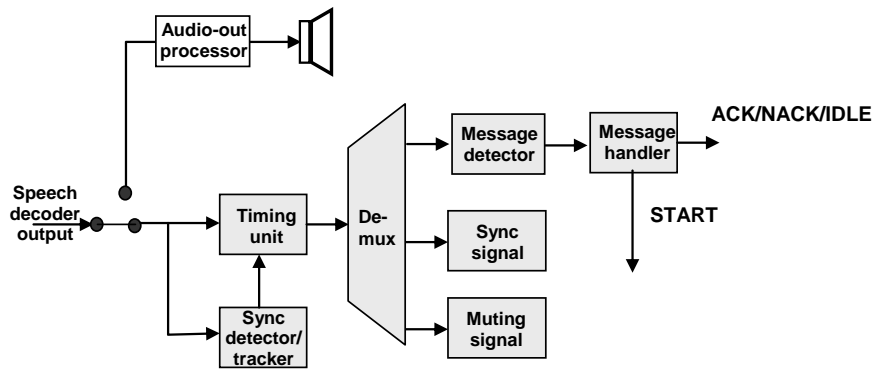 Audio-out
processor
Speech
decoder
output
Timing
unit
Sync
detector/
tracker
De-
mux
Message
detector
Sync
signal
Muting
signal
Message
handler
ACK/NACK/IDLE
START